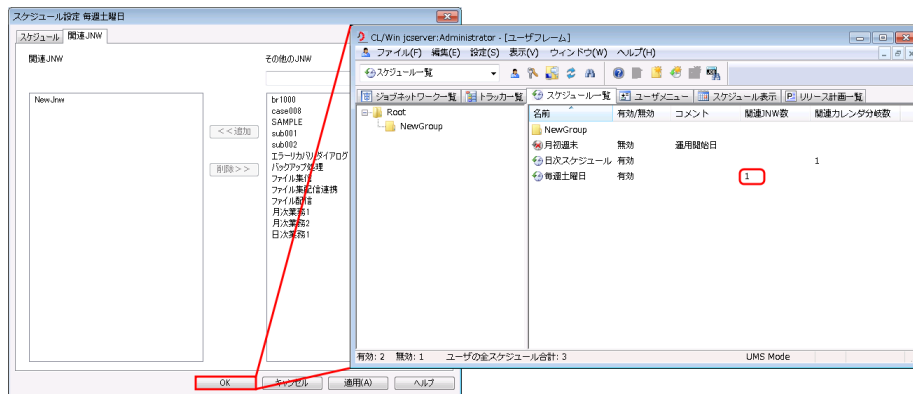 スケジュール設定 毎週土曜日
スケジュール 関連JNW
関連JNW
その他のJNW
NewJnw
<<追加
削除>>
br1000
case008
SAMPLE
sub001
sub002
エラーリカバリダイアログ
バックアップ処理
ファイル集信
ファイル集配信連携
ファイル配信
月次業務1
月次業務2
日次業務1
OK キャンセル 適用(A) ヘルプ
CL/Win jcserver:Administrator - [ユーザフレーム]
ファイル(F) 編集(E) 設定(S) 表示(V) ウィンドウ(W) ヘルプ(H)
スケジュール一覧
ジョブネットワーク一覧 トラッカ一覧 スケジュール一覧 ユーザメニュー スケジュール表示 リリース計画一覧
Root
NewGroup
名前 有効/無効 コメント 関連JNW数 関連カレンダ分岐数
NewGroup
月初週末 無効 運用開始日
日次スケジュール 有効 1
毎週土曜日 有効 1
有効: 2 無効: 1 ユーザの全スケジュール合計: 3 UMS Mode